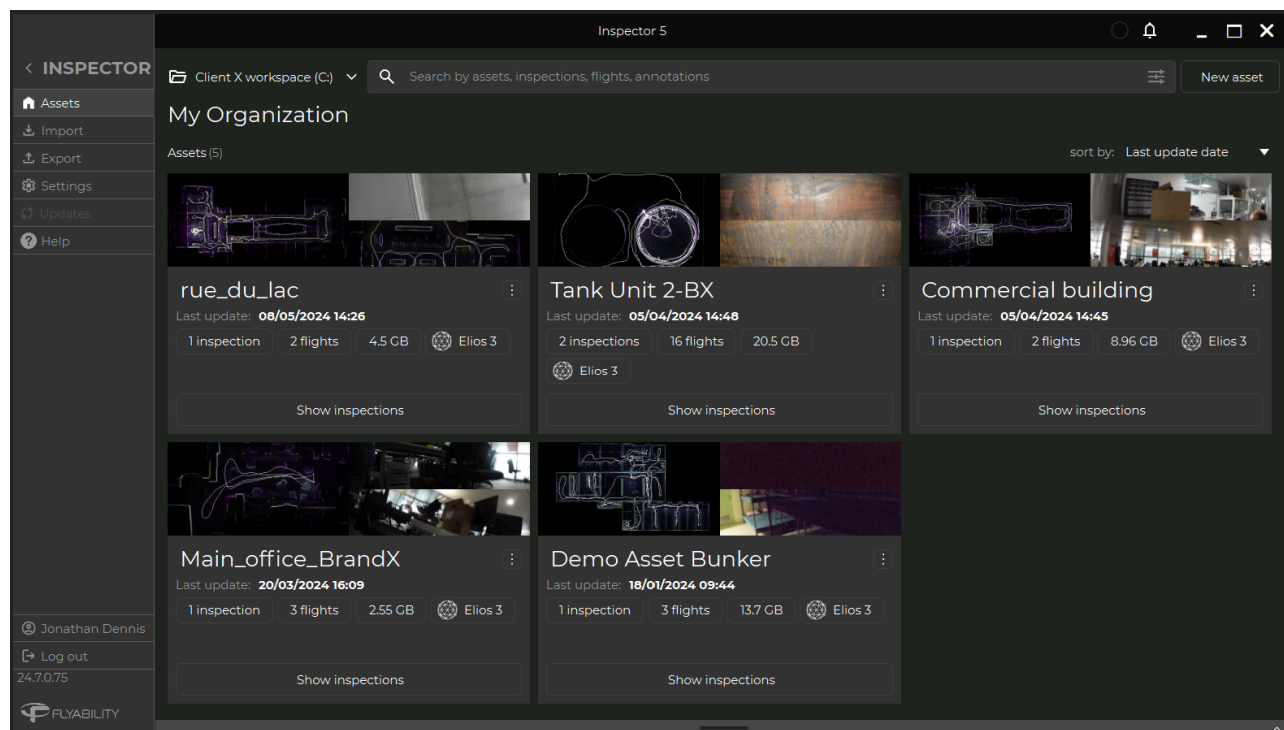 Inspector 5
INSPECTOR
Assets
Import
Export
Settings
Updates
Help
Jonathan Dennis
Log out
24.7.0.75
FLYABILITY
Client X workspace (C:)
Search by assets, inspections, flights, annotations
New asset
My Organization
Assets (5)
sort by: Last update date
rue_du_lac
Last update: 08/05/2024 14:26
1 inspection 2 flights 4.5 GB Elios 3
Show inspections
Tank Unit 2-BX
Last update: 05/04/2024 14:48
2 inspections 16 flights 20.5 GB
Elios 3
Show inspections
Commercial building
Last update: 05/04/2024 14:45
1 inspection 2 flights 8.96 GB Elios 3
Show inspections
Main_office_BrandX
Last update: 20/03/2024 16:09
1 inspection 3 flights 2.55 GB Elios 3
Show inspections
Demo Asset Bunker
Last update: 18/01/2024 09:44
1 inspection 3 flights 13.7 GB Elios 3
Show inspections